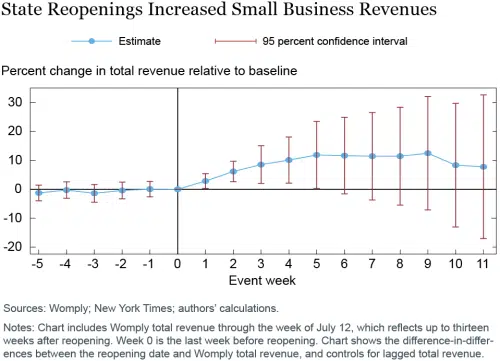 State Reopenings Increased Small Business Revenues
Estimate 95 percent confidence interval
Percent change in total revenue relative to baseline
30
20
10
0
-10
-20
-5 -4 -3 -2 -1 0 1 2 3 4 5 6 7 8 9 10 11
Event week
Sources: Womply; New York Times; authors' calculations.
Notes: Chart includes Womply total revenue through the week of July 12, which reflects up to thirteen
weeks after reopening. Week 0 is the last week before reopening. Chart shows the difference-in-differ-
ences between the reopening date and Womply total revenue, and controls for lagged total revenue.